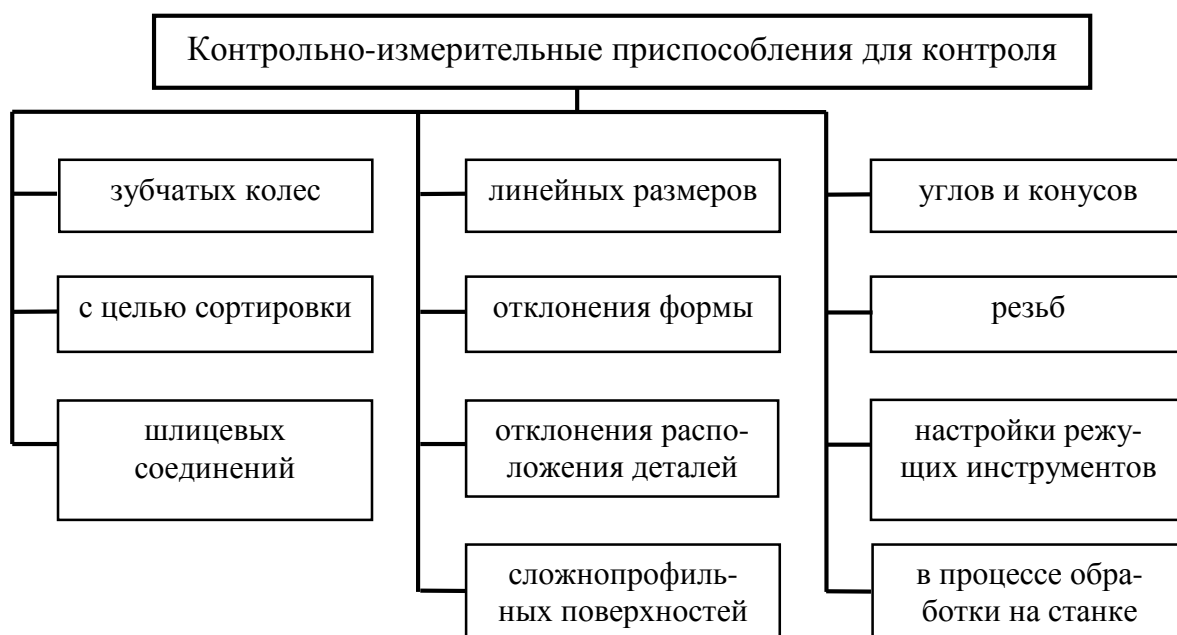 Контрольно-измерительные приспособления для контроля
зубчатых колес
с целью сортировки
шлицевых
соединений
линейных размеров
отклонения формы
отклонения распо-
ложения деталей
сложнопрофиль-
ных поверхностей
углов и конусов
резьб
настройки режу-
щих инструментов
в процессе обра-
ботки на станке